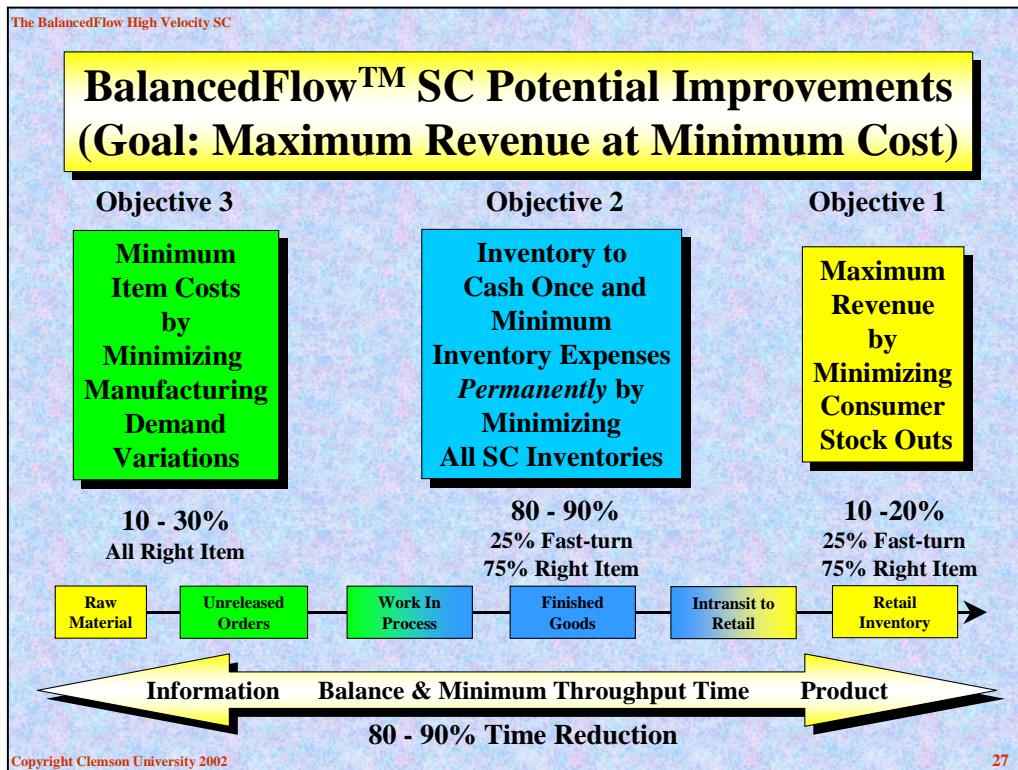 The BalancedFlow High Velocity SC
BalancedFlow™ SC Potential Improvements
(Goal: Maximum Revenue at Minimum Cost)
Objective 3
Minimum
Item Costs
by
Minimizing
Manufacturing
Demand
Variations
10 - 30%
All Right Item
Objective 2
Inventory to
Cash Once and
Minimum
Inventory Expenses
Permanently by
Minimizing
All SC Inventories
80 - 90%
25% Fast-turn
75% Right Item
Objective 1
Maximum
Revenue
by
Minimizing
Consumer
Stock Outs
10 -20%
25% Fast-turn
75% Right Item
Raw
Material
Unreleased
Orders
Work In
Process
Finished
Goods
Intransit to
Retail
Retail
Inventory
Information Balance & Minimum Throughput Time Product
80 - 90% Time Reduction
Copyright Clemson University 2002
27